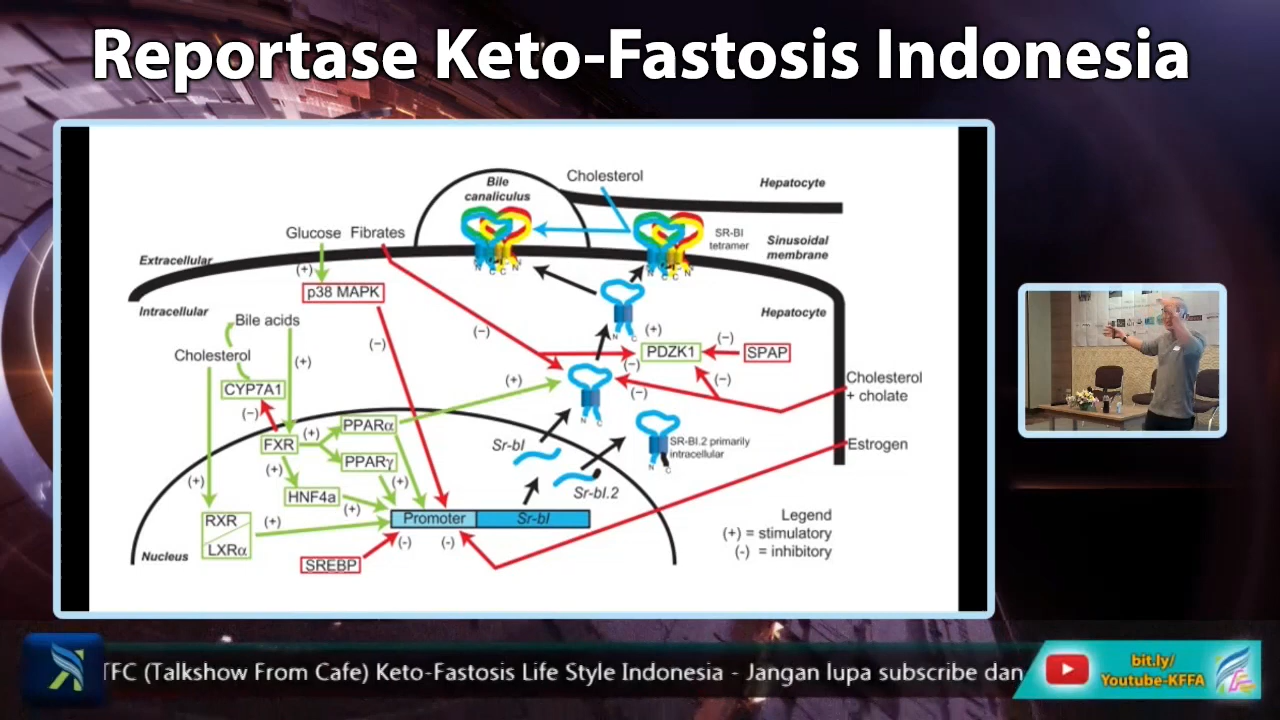 Reportase Keto-Fastosis Indonesia
Bile
canaliculus
Cholesterol
Hepatocyte
Glucose Fibrates
SR-BI
tetramer
Sinusoidal
membrane
Extracellular
N C C N
N C C N
(+)
p38 MAPK
Intracellular
Hepatocyte
Bile acids
N C
(−)
(+)
(−)
Cholesterol
(+)
(−)
PDZK1
SPAP
(−)
CYP7A1
(+)
(−)
(−)
Cholesterol
+ cholate
(−)
N C
PPARα
(+)
FXR
Sr-bI
SR-BI.2 primarily
intracellular
Estrogen
PPARγ
(+)
N C
(+)
(+)
HNF4a
(+)
Sr-bI.2
RXR
(+)
Promoter
Sr-bI
Legend
LXRα
(+) = stimulatory
(-)
(-)
(-) = inhibitory
Nucleus
SREBP
TFC (Talkshow From Cafe) Keto-Fastosis Life Style Indonesia - Jangan lupa subscribe dan
bit.ly/
Youtube-KFFA